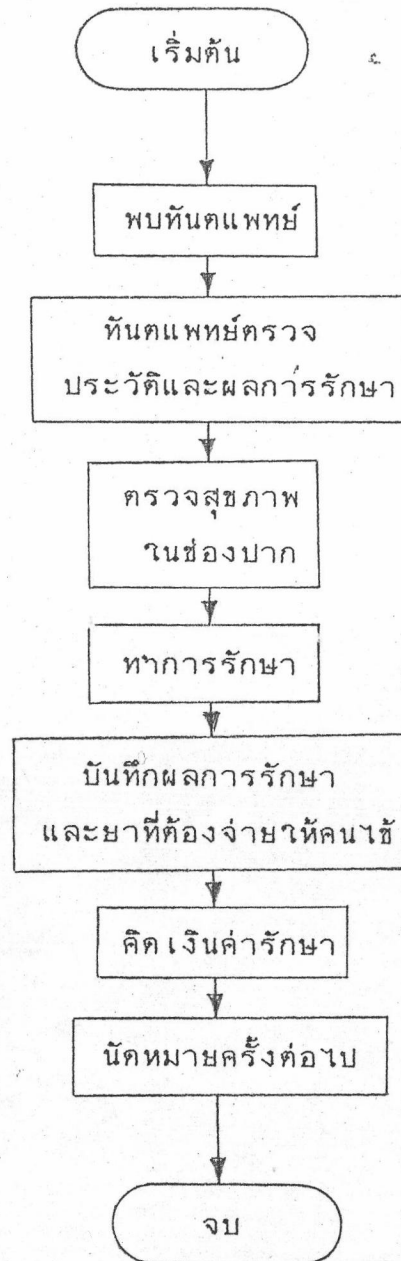 เริ่มต้น
พบทันตแพทย์
ทันตแพทย์ตรวจ
ประวัติและผลการรักษา
ตรวจสุขภาพ
ในช่องปาก
ทำการรักษา
บันทึกผลการรักษา
และยาที่ต้องจ่ายให้คนไข้
คิดเงินค่ารักษา
นัดหมายครั้งต่อไป
จบ